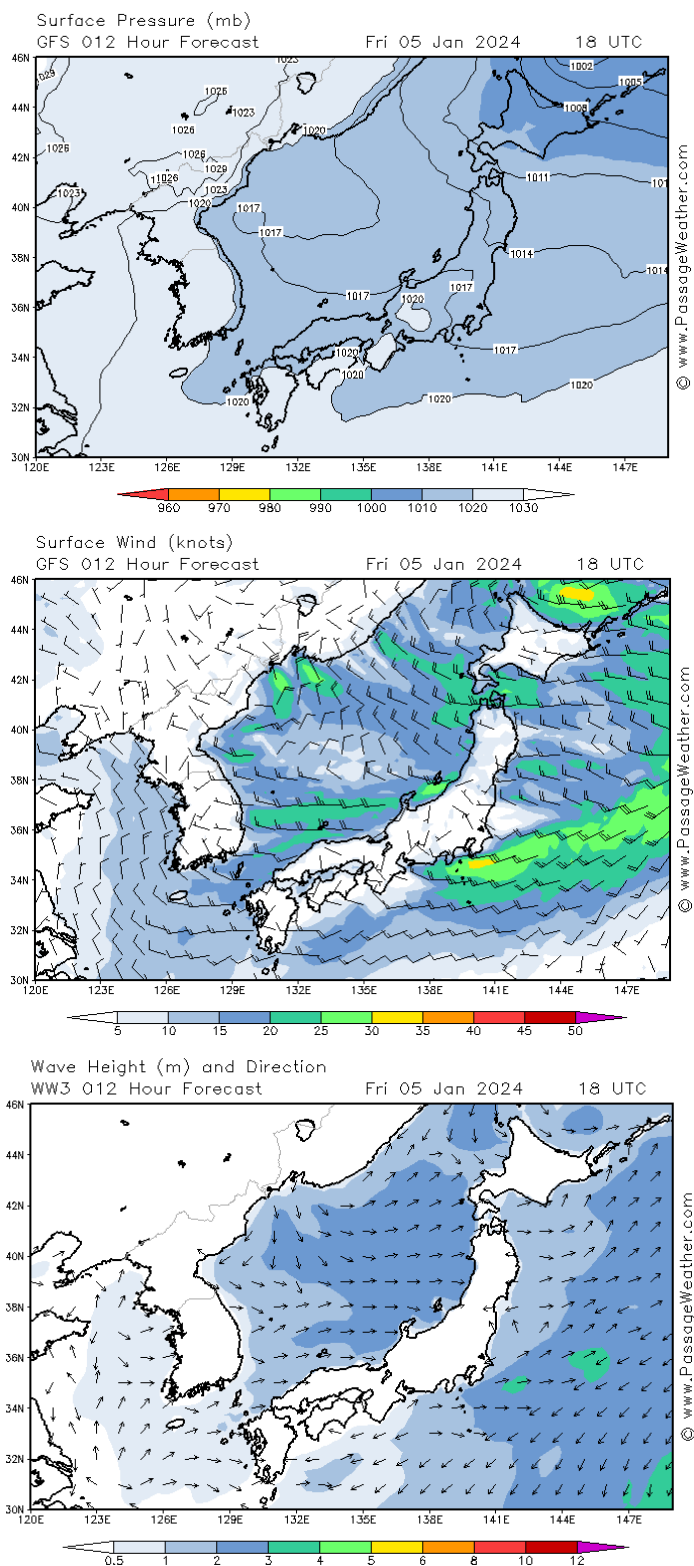 Surface Pressure (mb)
GFS 012 Hour Forecast Fri 05 Jan 2024 18 UTC
46N
44N
42N
40N
38N
36N
34N
32N
30N
1023
1029
1026
1023
1026
1026
1026
1029
1026
1023
1023
1020
1020
1017
1017
1017
1017
1020
1020
1020
1020
1020
1020
1017
1014
1014
1011
1008
1005
1002
120E 123E 126E 129E 132E 135E 138E 141E 144E 147E
960 970 980 990 1000 1010 1020 1030
© www.PassageWeather.com
Surface Wind (knots)
GFS 012 Hour Forecast Fri 05 Jan 2024 18 UTC
46N
44N
42N
40N
38N
36N
34N
32N
30N
120E 123E 126E 129E 132E 135E 138E 141E 144E 147E
5 10 15 20 25 30 35 40 45 50
© www.PassageWeather.com
Wave Height (m) and Direction
WW3 012 Hour Forecast Fri 05 Jan 2024 18 UTC
46N
44N
42N
40N
38N
36N
34N
32N
30N
120E 123E 126E 129E 132E 135E 138E 141E 144E 147E
0.5 1 2 3 4 5 6 8 10 12
© www.PassageWeather.com